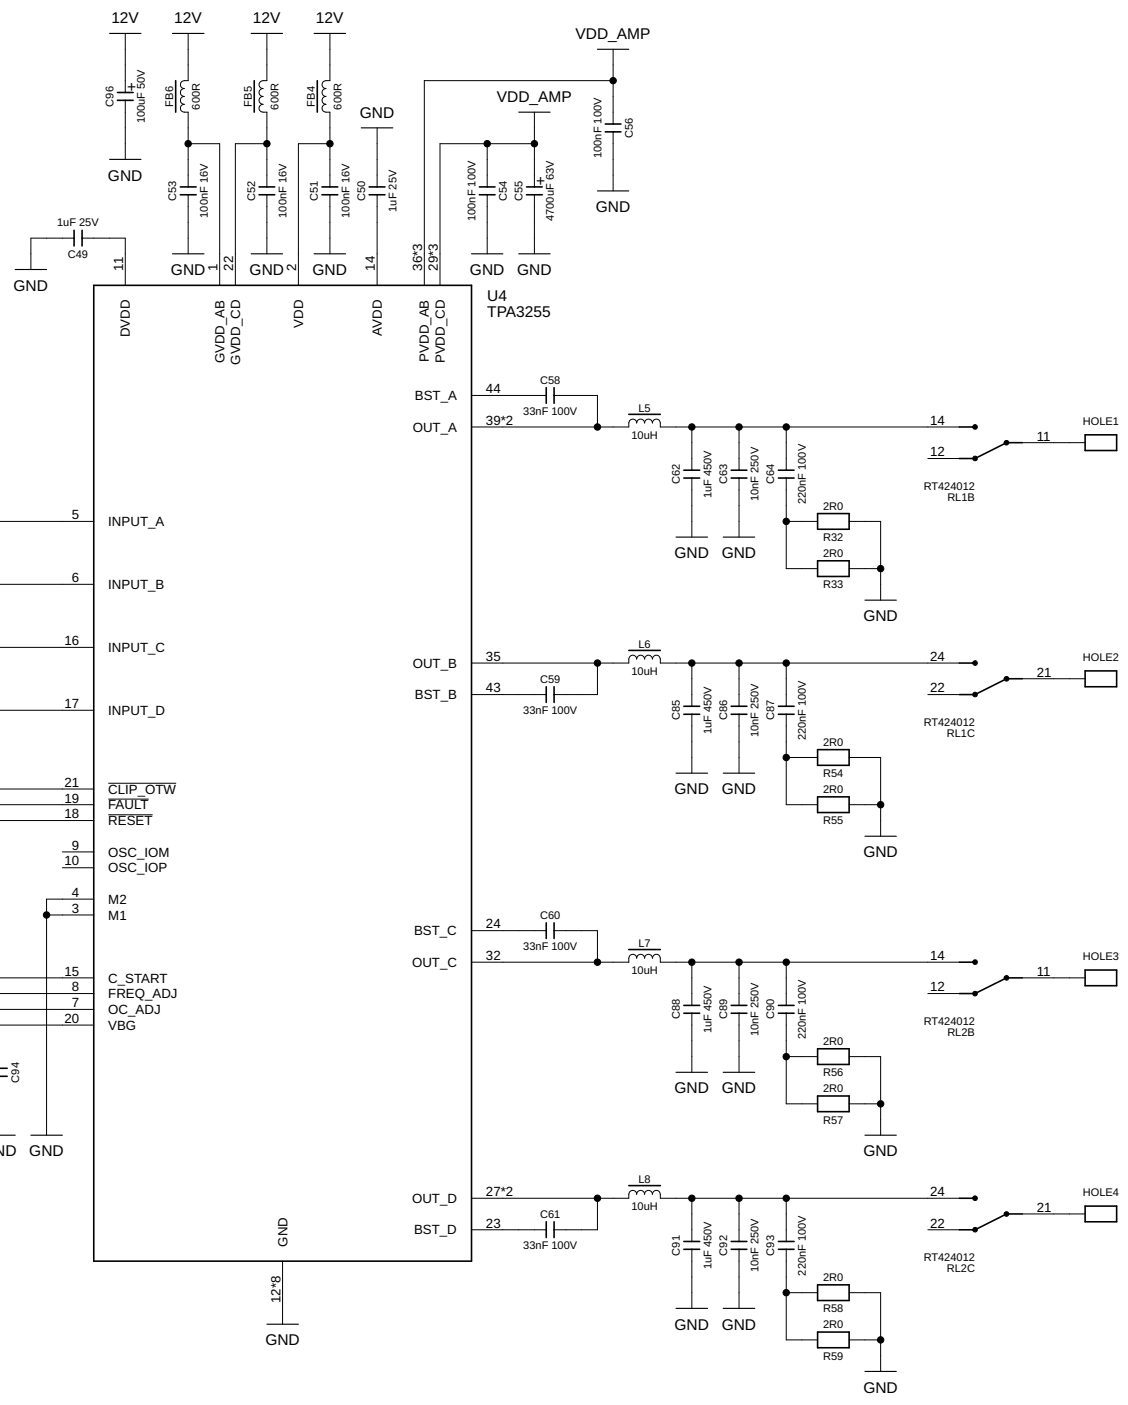 12V
12V
12V
12V
VDD_AMP
C96
100uF 50V
FB6
600R
FB5
600R
FB4
600R
VDD_AMP
GND
100nF 100V
C56
GND
C53
100nF 16V
C52
100nF 16V
C51
100nF 16V
C50
1uF 25V
100nF 100V
C54
C55
4700uF 63V
GND
1uF 25V
C49
GND
GND
GND
GND
GND
GND
11
1
22
2
14
36*3
29*3
U4
TPA3255
DVDD
GVDD_AB
GVDD_CD
VDD
AVDD
PVDD_AB
PVDD_CD
BST_A
44
C58
33nF 100V
OUT_A
39*2
L5
10uH
14
12
11
HOLE1
C62
1uF 450V
C63
10nF 250V
C64
220nF 100V
RT424012
RL1B
2R0
R32
2R0
R33
GND
GND
GND
5
INPUT_A
6
INPUT_B
16
INPUT_C
17
INPUT_D
OUT_B
35
BST_B
43
C59
33nF 100V
L6
10uH
24
22
21
HOLE2
C85
1uF 450V
C86
10nF 250V
C87
220nF 100V
RT424012
RL1C
2R0
R54
2R0
R55
GND
GND
GND
21
CLIP_OTW
19
FAULT
18
RESET
9
OSC_IOM
10
OSC_IOP
4
M2
3
M1
BST_C
24
C60
33nF 100V
OUT_C
32
L7
10uH
14
12
11
HOLE3
15
C_START
8
FREQ_ADJ
7
OC_ADJ
20
VBG
C88
1uF 450V
C89
10nF 250V
C90
220nF 100V
RT424012
RL2B
C94
2R0
R56
2R0
R57
GND
GND
GND
ND
GND
OUT_D
27*2
BST_D
23
C61
33nF 100V
L8
10uH
24
22
21
HOLE4
C91
1uF 450V
C92
10nF 250V
C93
220nF 100V
RT424012
RL2C
2R0
R58
2R0
R59
GND
GND
GND
GND
12*8
GND